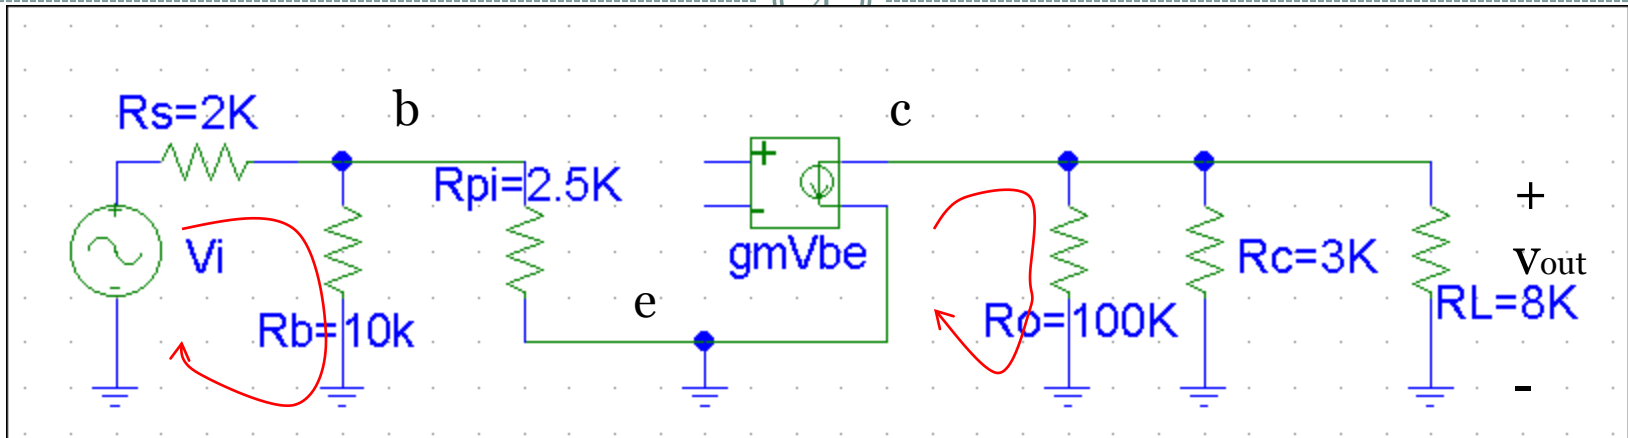 Rs=2K
b
c
Rpi=2.5K
+
-
+
-
+
Vi
gmVbe
Rc=3K
vout
e
Rb=10k
Ro=100K
RL=8K
-